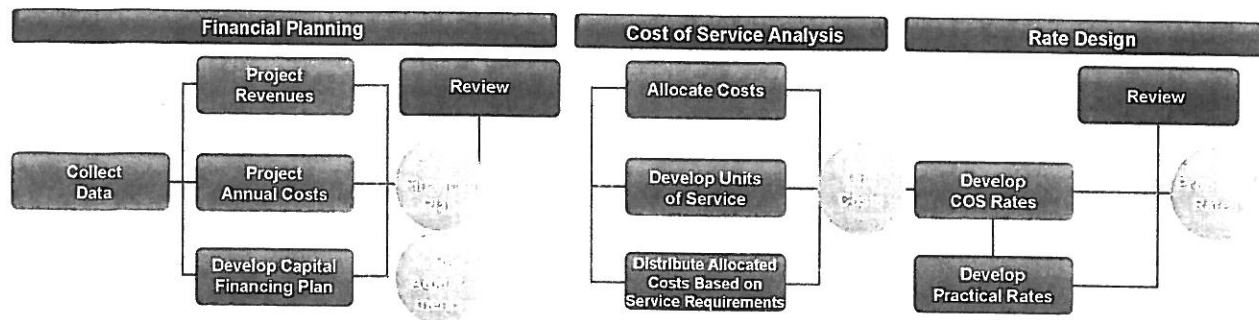 Financial Planning
Cost of Service Analysis
Rate Design
Project
Revenues
Review
Collect
Data
Project
Annual Costs
Develop Capital
Financing Plan
Allocate Costs
Develop Units
of Service
Costs
Distribute Allocated
Costs Based on
Service Requirements
Review
Develop
COS Rates
Rates
Develop
Practical Rates